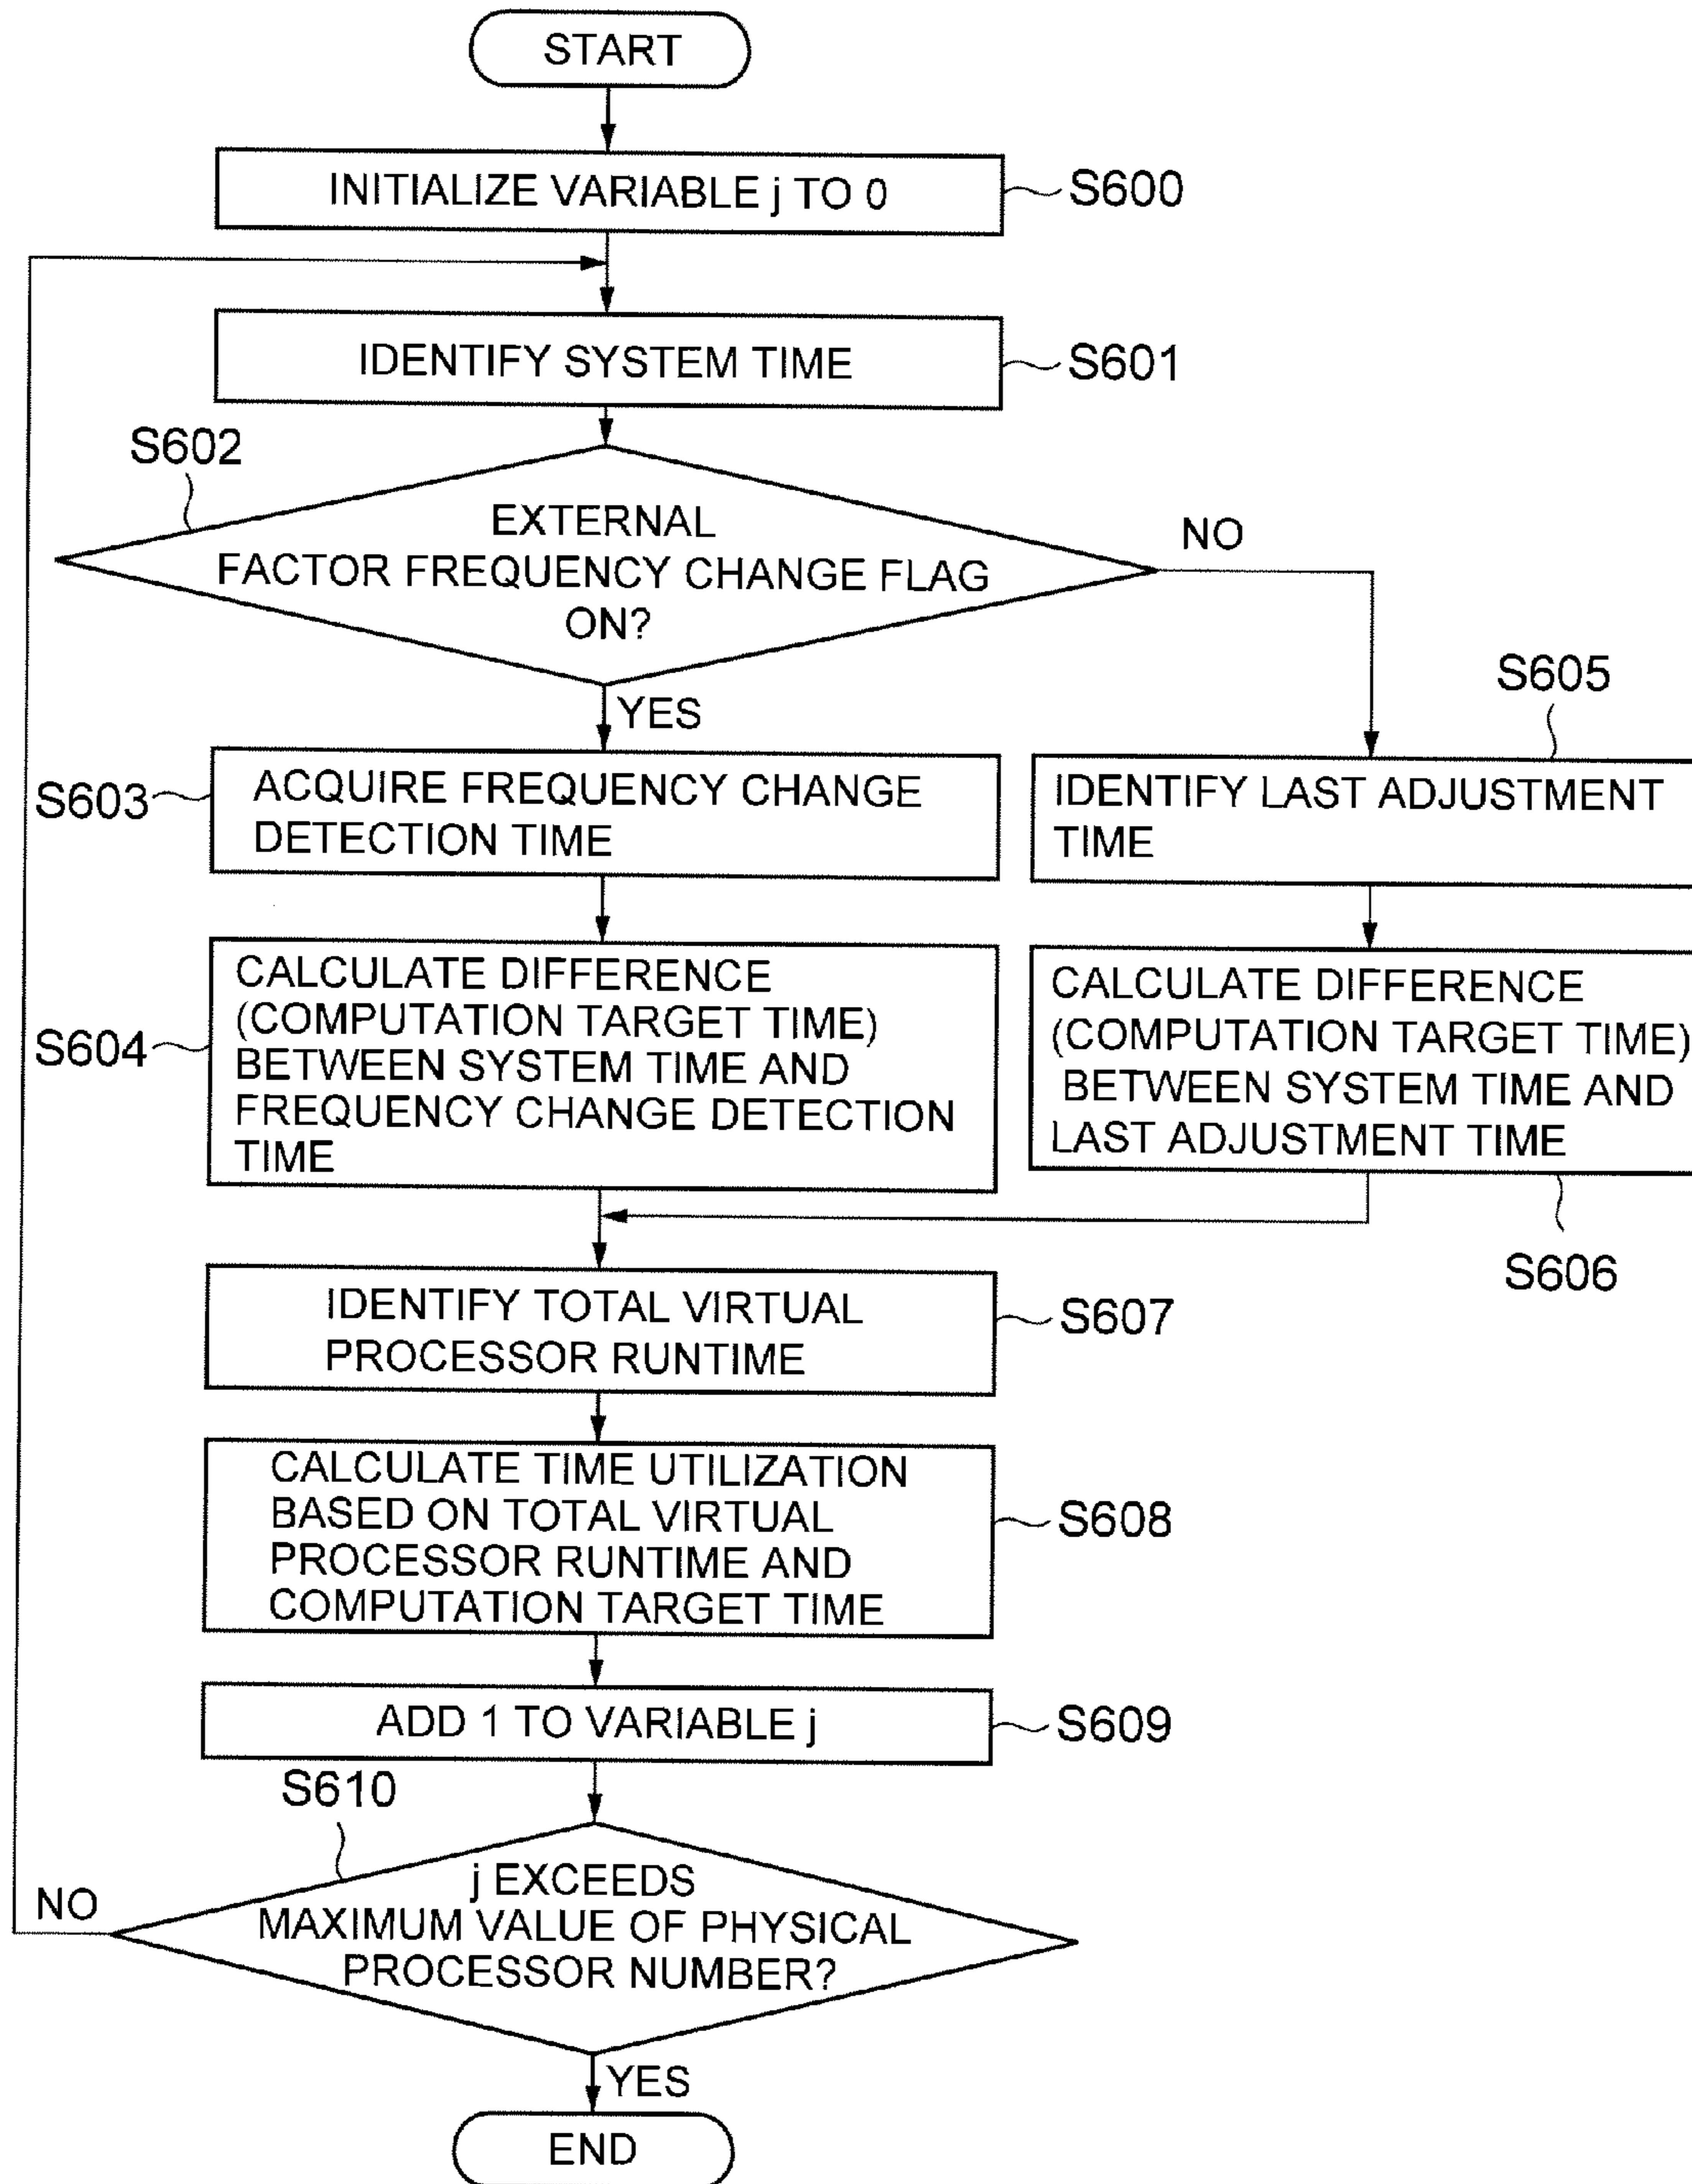 START
INITIALIZE VARIABLE j TO 0
S600
IDENTIFY SYSTEM TIME
S601
S602
EXTERNAL
FACTOR FREQUENCY CHANGE FLAG
ON?
NO
YES
S603
ACQUIRE FREQUENCY CHANGE
DETECTION TIME
S605
IDENTIFY LAST ADJUSTMENT
TIME
S604
CALCULATE DIFFERENCE
(COMPUTATION TARGET TIME)
BETWEEN SYSTEM TIME AND
FREQUENCY CHANGE DETECTION
TIME
CALCULATE DIFFERENCE
(COMPUTATION TARGET TIME)
BETWEEN SYSTEM TIME AND
LAST ADJUSTMENT TIME
S606
IDENTIFY TOTAL VIRTUAL
PROCESSOR RUNTIME
S607
CALCULATE TIME UTILIZATION
BASED ON TOTAL VIRTUAL
PROCESSOR RUNTIME AND
COMPUTATION TARGET TIME
S608
ADD 1 TO VARIABLE j
S609
S610
j EXCEEDS
MAXIMUM VALUE OF PHYSICAL
PROCESSOR NUMBER?
NO
YES
END